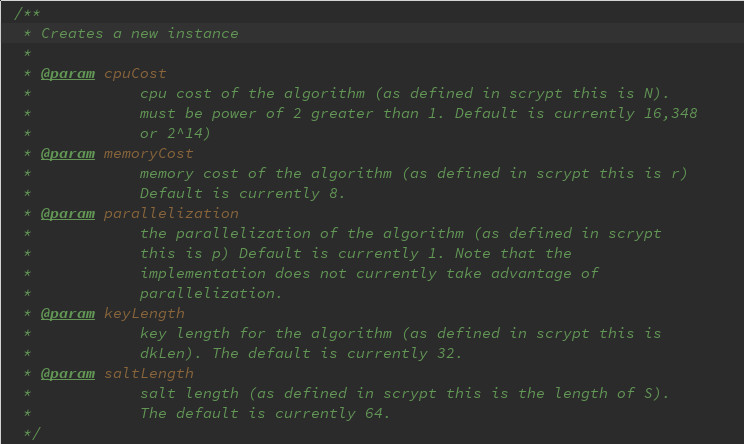 /**
 * Creates a new instance
 *
 * @param cpuCost
 *            cpu cost of the algorithm (as defined in scrypt this is N).
 *            must be power of 2 greater than 1. Default is currently 16,348
 *            or 2^14)
 * @param memoryCost
 *            memory cost of the algorithm (as defined in scrypt this is r)
 *            Default is currently 8.
 * @param parallelization
 *            the parallelization of the algorithm (as defined in scrypt
 *            this is p) Default is currently 1. Note that the
 *            implementation does not currently take advantage of
 *            parallelization.
 * @param keyLength
 *            key length for the algorithm (as defined in scrypt this is
 *            dkLen). The default is currently 32.
 * @param saltLength
 *            salt length (as defined in scrypt this is the length of S).
 *            The default is currently 64.
 */